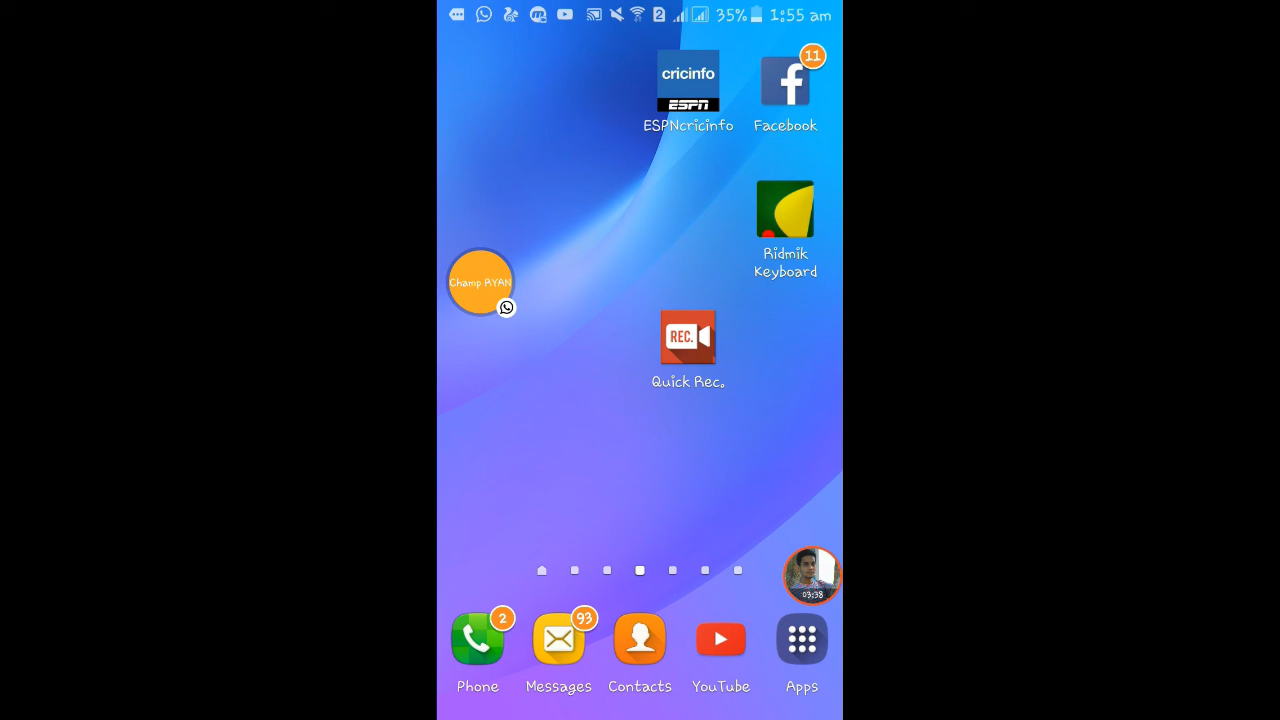 2 35% 1:55 am
cricinfo
ESPN
11
ESPNcricinfo Facebook
Ridmik
Keyboard
Champ RYAN
REC.
Quick Rec.
03:38
2 93
Phone Messages Contacts YouTube Apps